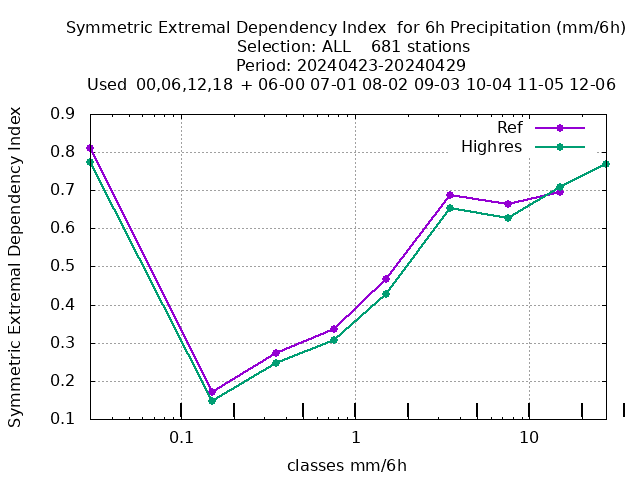 Symmetric Extremal Dependency Index  for 6h Precipitation (mm/6h)
Selection: ALL    681 stations
Period: 20240423-20240429
Used  00,06,12,18  + 06-00 07-01 08-02 09-03 10-04 11-05 12-06
Symmetric Extremal Dependency Index
0.9
0.8
0.7
0.6
0.5
0.4
0.3
0.2
0.1
Ref
Highres
0.1
1
10
classes mm/6h